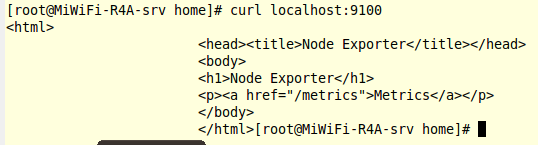 [root@MiWiFi-R4A-srv home]# curl localhost:9100
<html>
<head><title>Node Exporter</title></head>
<body>
<h1>Node Exporter</h1>
<p><a href="/metrics">Metrics</a></p>
</body>
</html>[root@MiWiFi-R4A-srv home]#